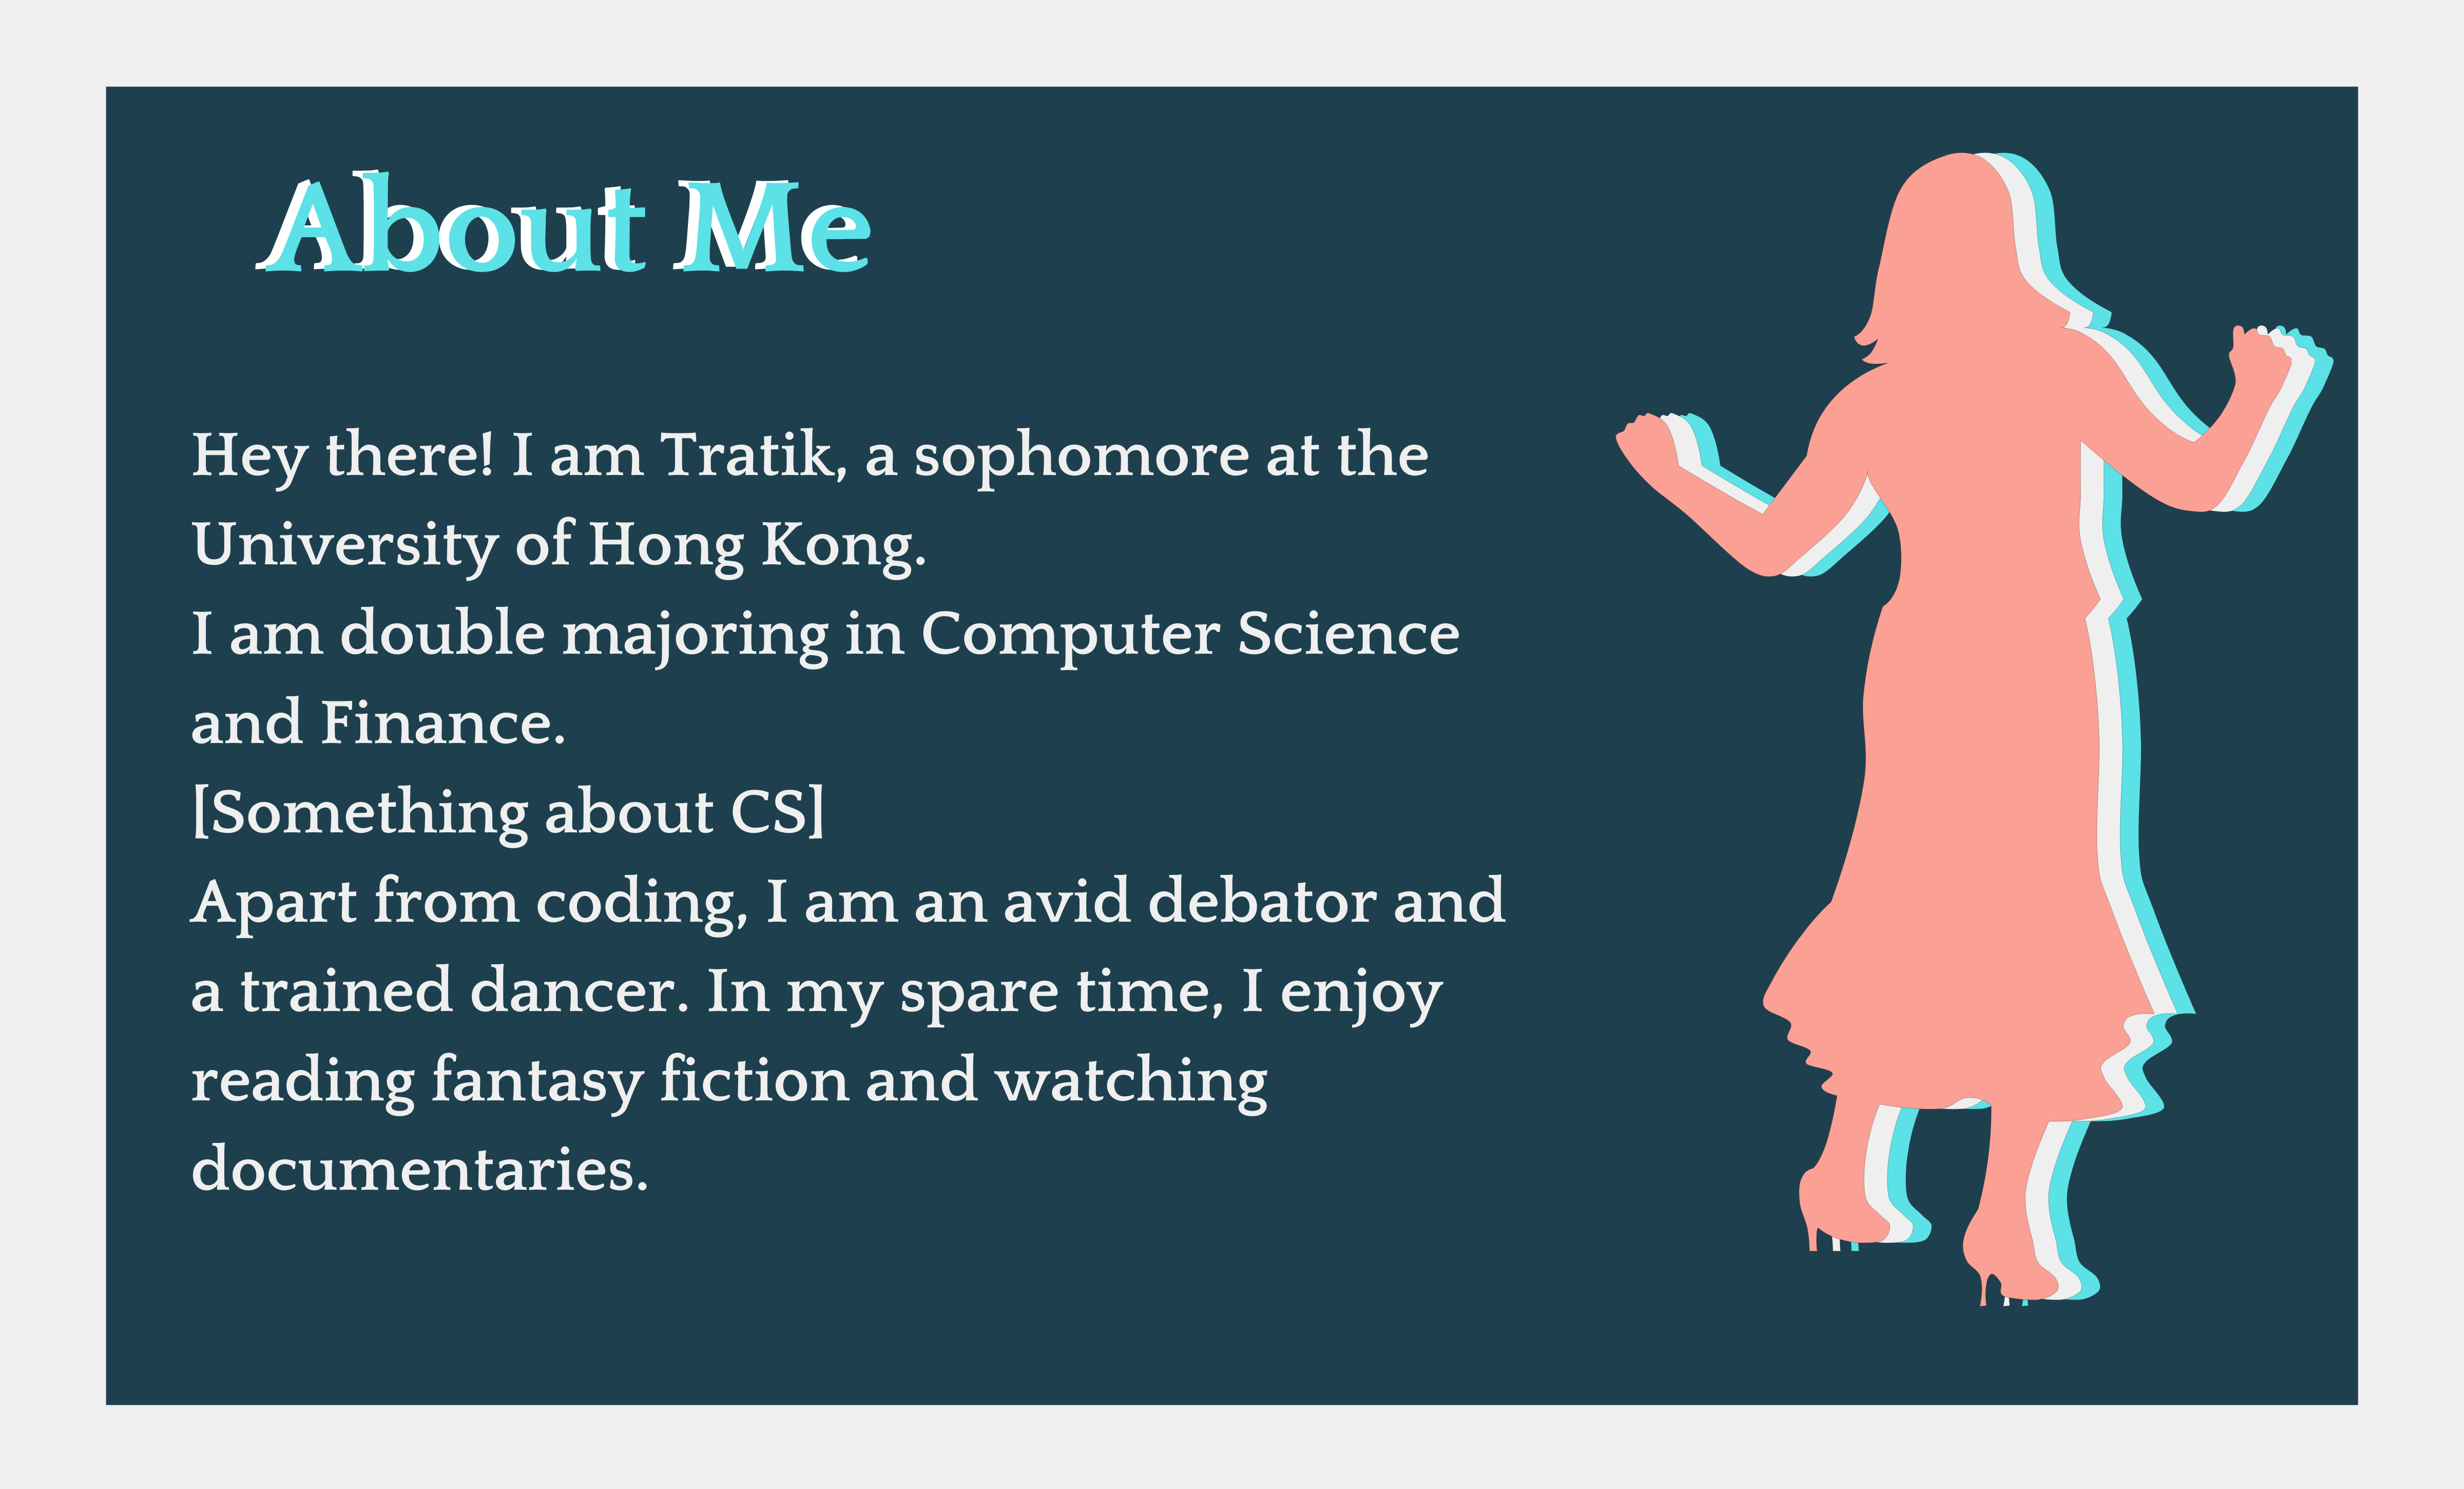 About Me
Hey there! I am Tratik, a sophomore at the
University of Hong Kong.
I am double majoring in Computer Science
and Finance.
[Something about CS]
Apart from coding, I am an avid debator and
a trained dancer. In my spare time, I enjoy
reading fantasy fiction and watching
documentaries.